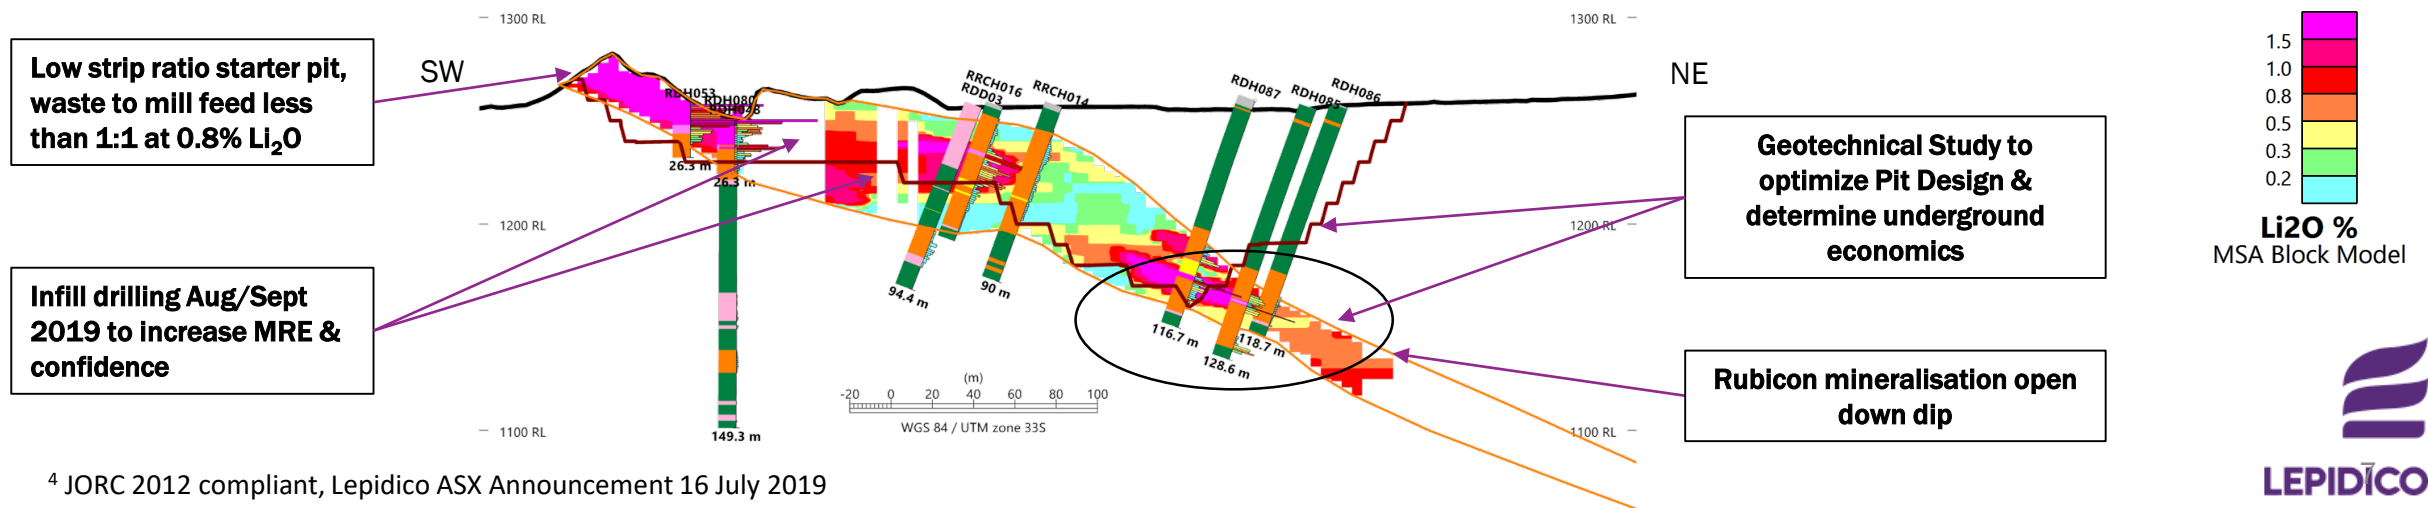 Low strip ratio starter pit,
waste to mill feed less
than 1:1 at 0.8% Li₂O
Infill drilling Aug/Sept
2019 to increase MRE &
confidence
1300 RL
1300 RL
SW
NE
RDH053
RDH080
RRCH016
RDD03
RRCH014
RDH087
RDH085
RDH086
26.3 m
26.3 m
1200 RL
1200 RL
94.4 m
90 m
116.7 m
128.6 m
118.7 m
149.3 m
1100 RL
1100 RL
(m)
-20 0 20 40 60 80 100
WGS 84 / UTM zone 33S
Geotechnical Study to
optimize Pit Design &
determine underground
economics
Rubicon mineralisation open
down dip
1.5
1.0
0.8
0.5
0.3
0.2
Li2O %
MSA Block Model
LEPIDICO
7
⁴ JORC 2012 compliant, Lepidico ASX Announcement 16 July 2019